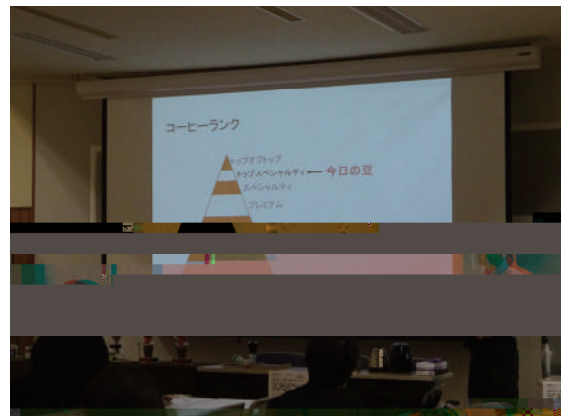 コーヒーランク
トップオブトップ
トップスペシャルティ ← 今日の豆
スペシャルティ
プレミアム